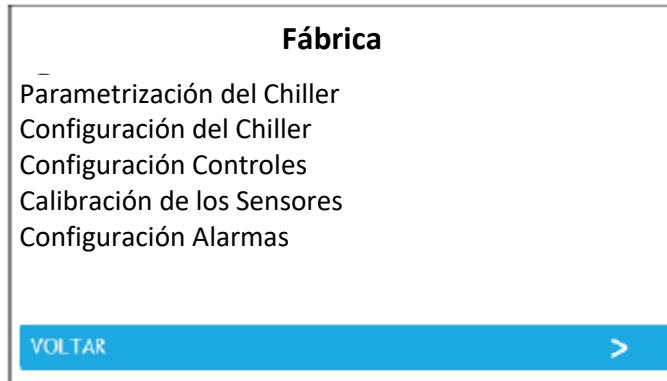 Fábrica
Parametrización del Chiller
Configuración del Chiller
Configuración Controles
Calibración de los Sensores
Configuración Alarmas
VOLTAR >